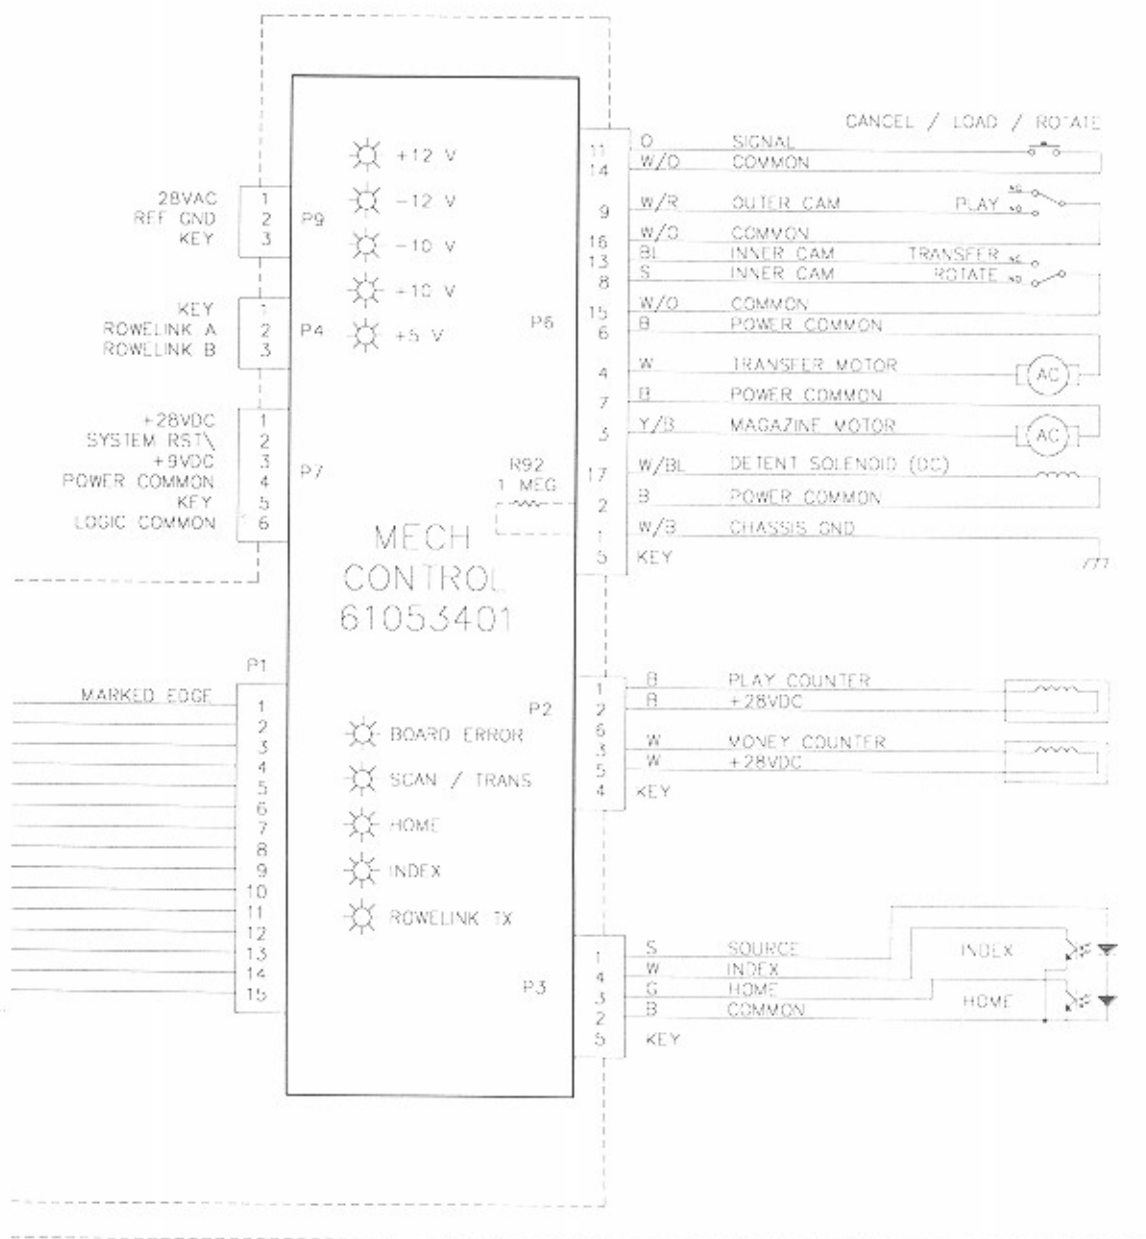 CANCEL / LOAD / ROTATE
+12 V
-12 V
-10 V
+10 V
+5 V
28VAC 1
REF GND 2
KEY 3
P9
KEY 1
ROWELINK A 2
ROWELINK B 3
P4
+28VDC 1
SYSTEM RST\ 2
+9VDC 3
POWER COMMON 4
KEY 5
LOGIC COMMON 6
P7
P6
R92
1 MEG
MECH
CONTROL
61053401
11 O SIGNAL
14 W/O COMMON
9 W/R OUTER CAM PLAY NC
NO
16 W/O COMMON
13 BL INNER CAM TRANSFER NC
8 S INNER CAM ROTATE NO
15 W/O COMMON
6 B POWER COMMON
4 W TRANSFER MOTOR AC
7 B POWER COMMON
3 Y/B MAGAZINE MOTOR AC
17 W/BL DETENT SOLENOID (DC)
2 B POWER COMMON
1 W/B CHASSIS GND
5 KEY
P1
MARKED EDGE 1
2
3
4
5
6
7
8
9
10
11
12
13
14
15
BOARD ERROR
SCAN / TRANS
HOME
INDEX
ROWELINK TX
P2
1 B PLAY COUNTER
2 +28VDC
6
3 W MONEY COUNTER
5 W +28VDC
4 KEY
P3
1 S SOURCE
4 W INDEX INDEX
3 G HOME HOME
2 B COMMON
5 KEY